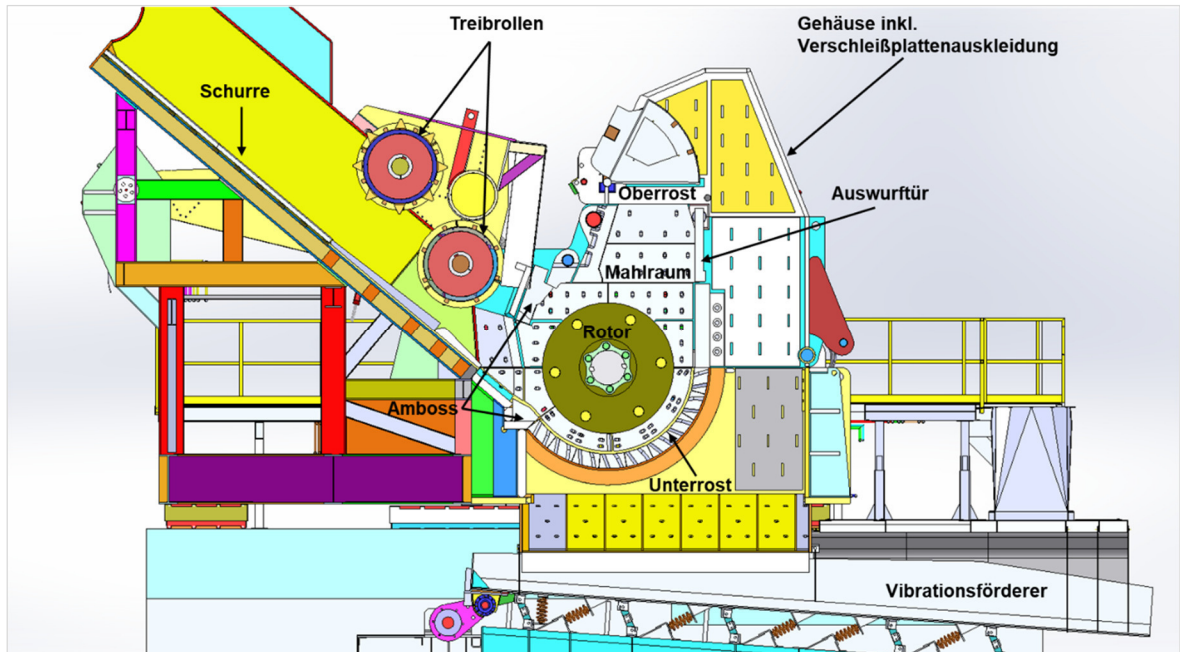 Treibrollen
Gehäuse inkl.
Verschleißplattenauskleidung
Schurre
Oberrost
Auswurftür
Mahlraum
Rotor
Amboss
Unterrost
Vibrationsförderer